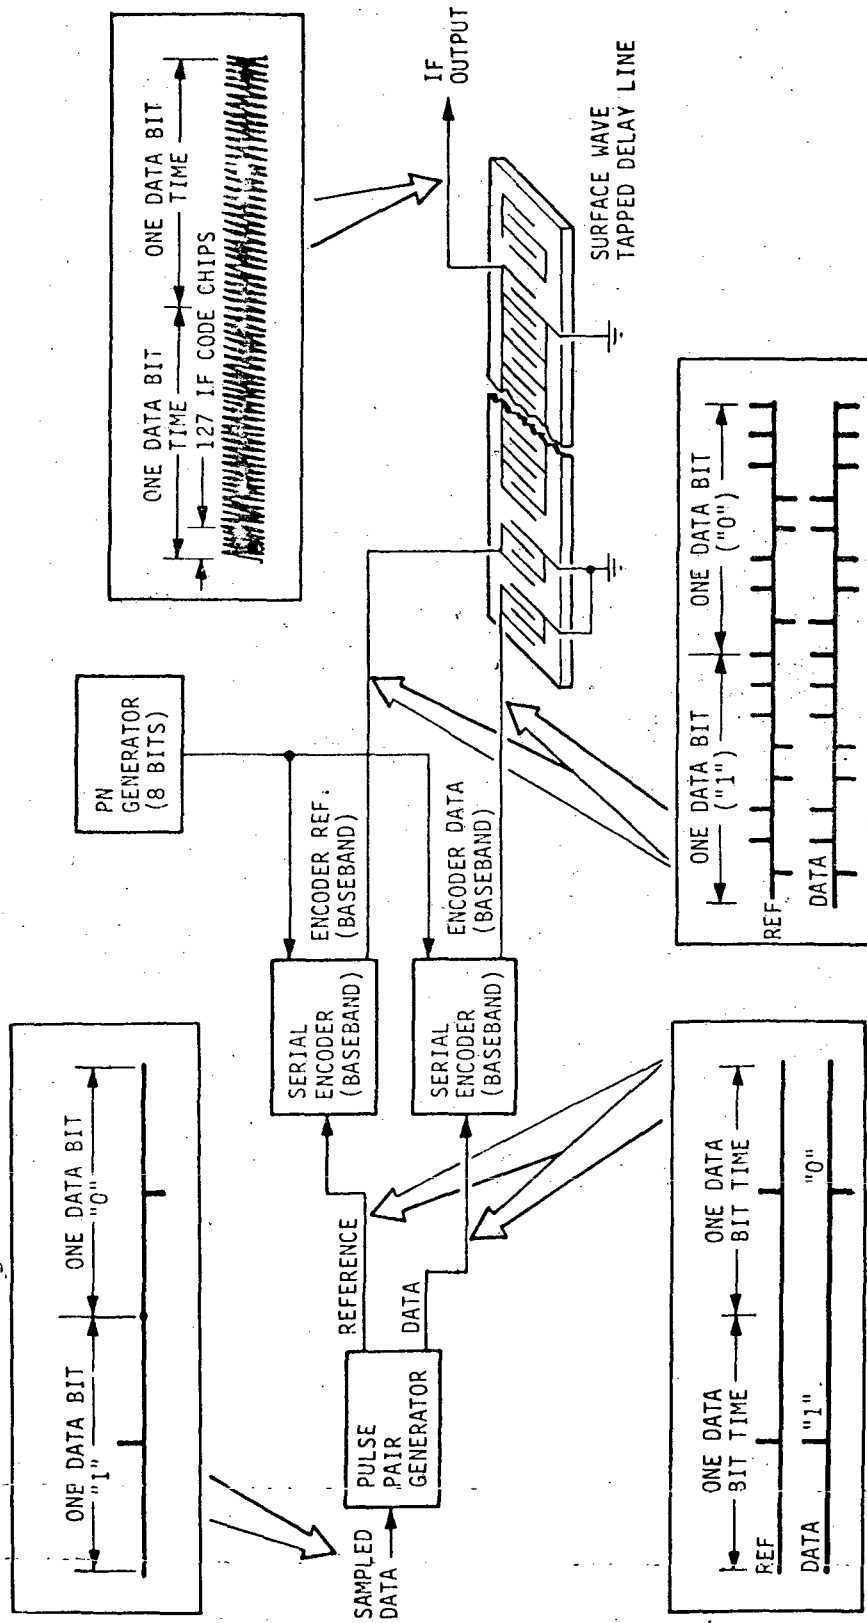 ONE DATA BIT
"1"
ONE DATA BIT
"0"
SAMPLED
DATA
PULSE
PAIR
GENERATOR
REFERENCE
DATA
ONE DATA
BIT TIME
ONE DATA
BIT TIME
REF
DATA
"1"
"0"
SERIAL
ENCODER
(BASEBAND)
SERIAL
ENCODER
(BASEBAND)
ENCODER REF.
(BASEBAND)
ENCODER DATA
(BASEBAND)
PN
GENERATOR
(8 BITS)
ONE DATA BIT
("1")
ONE DATA BIT
("0")
REF
DATA
ONE DATA BIT
TIME
ONE DATA BIT
TIME
127 IF CODE CHIPS
IF
OUTPUT
SURFACE WAVE
TAPPED DELAY LINE